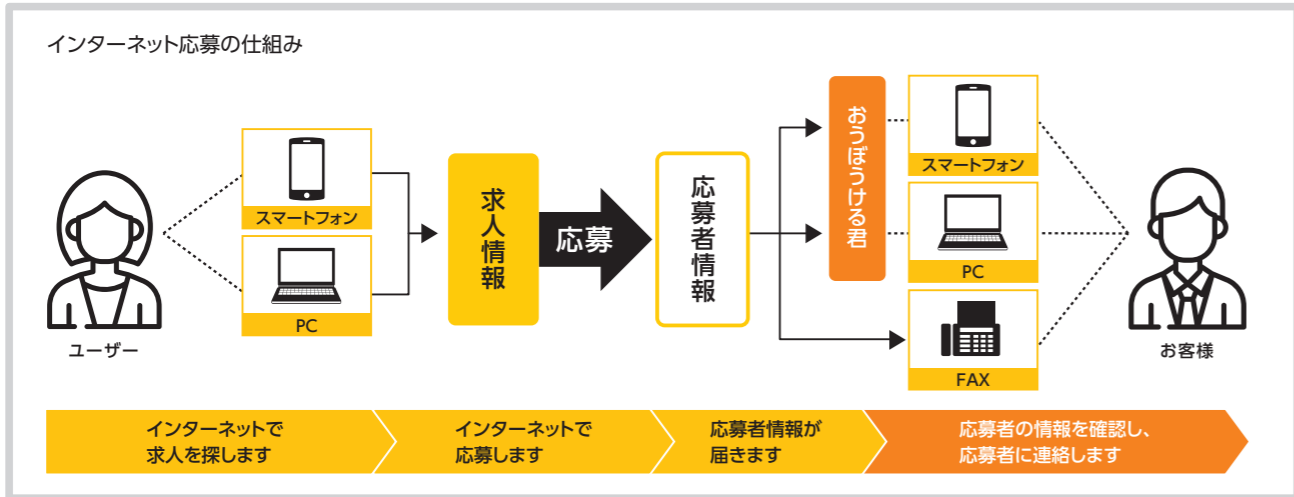 インターネット応募の仕組み
スマートフォン
PC
ユーザー
求人情報
応募
応募者情報
おうぼうける君
スマートフォン
PC
FAX
お客様
インターネットで
求人を探します
インターネットで
応募します
応募者情報が
届きます
応募者の情報を確認し、
応募者に連絡します